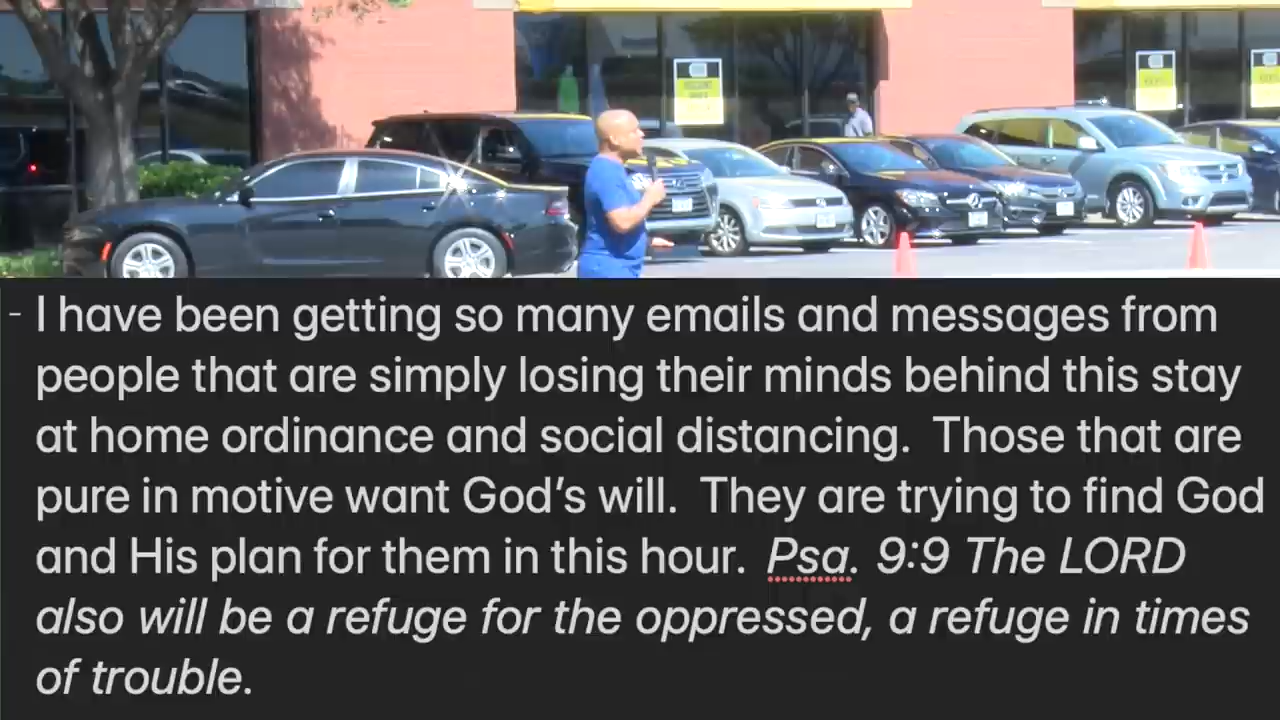 - I have been getting so many emails and messages from
people that are simply losing their minds behind this stay
at home ordinance and social distancing.  Those that are
pure in motive want God’s will.  They are trying to find God
and His plan for them in this hour.  Psa. 9:9 The LORD
also will be a refuge for the oppressed, a refuge in times
of trouble.